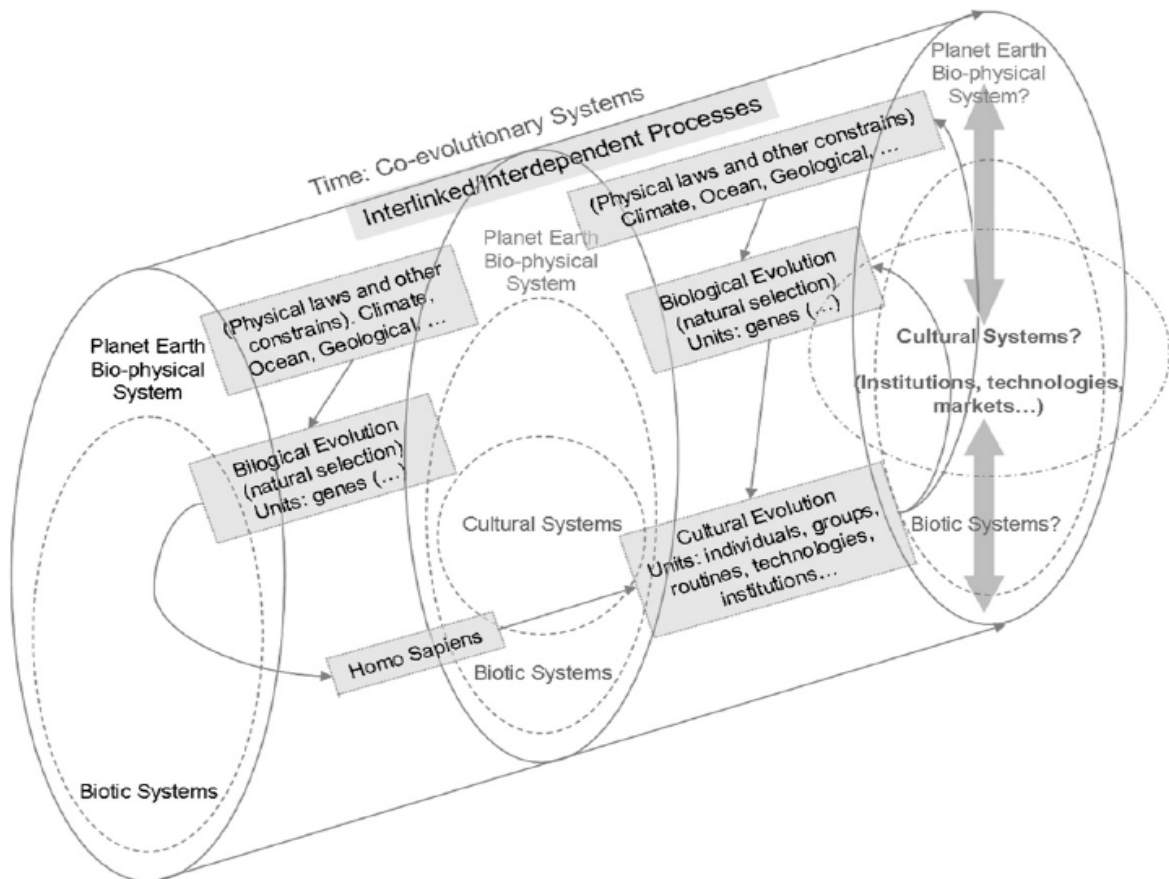 Time: Co-evolutionary Systems
Interlinked/Interdependent Processes
Planet Earth
Bio-physical
System
Biotic Systems
(Physical laws and other
constrains). Climate,
Ocean, Geological, …
Bilogical Evolution
(natural selection)
Units: genes (…)
Homo Sapiens
Planet Earth
Bio-physical
System
Cultural Systems
Biotic Systems
(Physical laws and other constrains)
Climate, Ocean, Geological, …
Biological Evolution
(natural selection)
Units: genes (…)
Cultural Evolution
Units: individuals, groups,
routines, technologies,
institutions…
Planet Earth
Bio-physical
System?
Cultural Systems?
(Institutions, technologies,
markets…)
Biotic Systems?